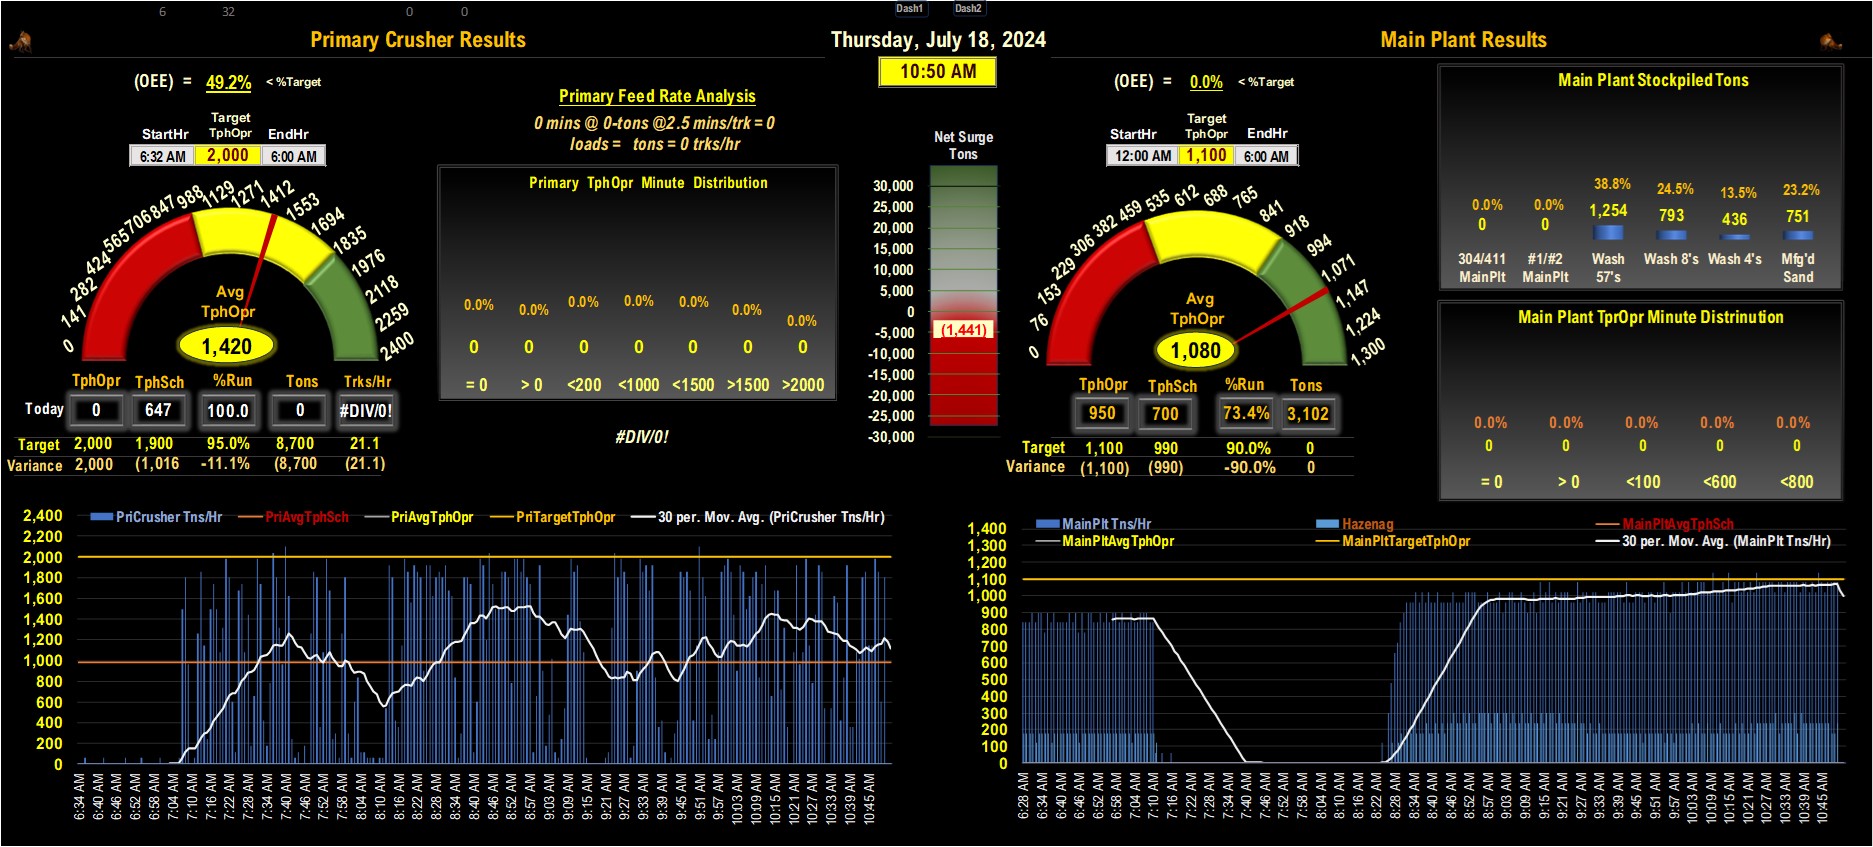 6 32 0 0 Dash1 Dash2
Primary Crusher Results
Thursday, July 18, 2024
Main Plant Results
10:50 AM
(OEE) = 49.2% < %Target
Target
StartHr TphOpr EndHr
6:32 AM 2,000 6:00 AM
0 141 282 424 565 706 847 988 1129 1271 1412 1553 1694 1835 1976 2118 2259 2400
Avg
TphOpr
1,420
TphOpr TphSch %Run Tons Trks/Hr
Today 0 647 100.0 0 #DIV/0!
Target 2,000 1,900 95.0% 8,700 21.1
Variance 2,000 (1,016 -11.1% (8,700 (21.1)
Primary Feed Rate Analysis
0 mins @ 0-tons @2.5 mins/trk = 0
loads = tons = 0 trks/hr
Primary TphOpr Minute Distribution
0.0% 0.0% 0.0% 0.0% 0.0% 0.0% 0.0%
0 0 0 0 0 0 0
= 0 > 0 <200 <1000 <1500 >1500 >2000
#DIV/0!
Net Surge
Tons
30,000
25,000
20,000
15,000
10,000
5,000
0
-5,000
(1,441)
-10,000
-15,000
-20,000
-25,000
-30,000
(OEE) = 0.0% < %Target
Target
StartHr TphOpr EndHr
12:00 AM 1,100 6:00 AM
0 76 153 229 306 382 459 535 612 688 765 841 918 994 1,071 1,147 1,224 1,300
Avg
TphOpr
1,080
TphOpr TphSch %Run Tons
950 700 73.4% 3,102
Target 1,100 990 90.0% 0
Variance (1,100) (990) -90.0% 0
Main Plant Stockpiled Tons
0.0% 0.0% 38.8% 24.5% 13.5% 23.2%
0 0 1,254 793 436 751
304/411 #1/#2 Wash Wash 8's Wash 4's Mfg'd
MainPlt MainPlt 57's Sand
Main Plant TprOpr Minute Distrinution
0.0% 0.0% 0.0% 0.0% 0.0%
0 0 0 0 0
= 0 > 0 <100 <600 <800
PriCrusher Tns/Hr PriAvgTphSch PriAvgTphOpr PriTargetTphOpr 30 per. Mov. Avg. (PriCrusher Tns/Hr)
2,400
2,200
2,000
1,800
1,600
1,400
1,200
1,000
800
600
400
200
0
6:34 AM 6:40 AM 6:46 AM 6:52 AM 6:58 AM 7:04 AM 7:10 AM 7:16 AM 7:22 AM 7:28 AM 7:34 AM 7:40 AM 7:46 AM 7:52 AM 7:58 AM 8:04 AM 8:10 AM 8:16 AM 8:22 AM 8:28 AM 8:34 AM 8:40 AM 8:46 AM 8:52 AM 8:57 AM 9:03 AM 9:09 AM 9:15 AM 9:21 AM 9:27 AM 9:33 AM 9:39 AM 9:45 AM 9:51 AM 9:57 AM 10:03 AM 10:09 AM 10:15 AM 10:21 AM 10:27 AM 10:33 AM 10:39 AM 10:45 AM
MainPlt Tns/Hr Hazenag MainPltAvgTphSch
MainPltAvgTphOpr MainPltTargetTphOpr 30 per. Mov. Avg. (MainPlt Tns/Hr)
1,400
1,300
1,200
1,100
1,000
900
800
700
600
500
400
300
200
100
0
6:28 AM 6:34 AM 6:40 AM 6:46 AM 6:52 AM 6:58 AM 7:04 AM 7:10 AM 7:16 AM 7:22 AM 7:28 AM 7:34 AM 7:40 AM 7:46 AM 7:52 AM 7:58 AM 8:04 AM 8:10 AM 8:16 AM 8:22 AM 8:28 AM 8:34 AM 8:40 AM 8:46 AM 8:52 AM 8:57 AM 9:03 AM 9:09 AM 9:15 AM 9:21 AM 9:27 AM 9:33 AM 9:39 AM 9:45 AM 9:51 AM 9:57 AM 10:03 AM 10:09 AM 10:15 AM 10:21 AM 10:27 AM 10:33 AM 10:39 AM 10:45 AM